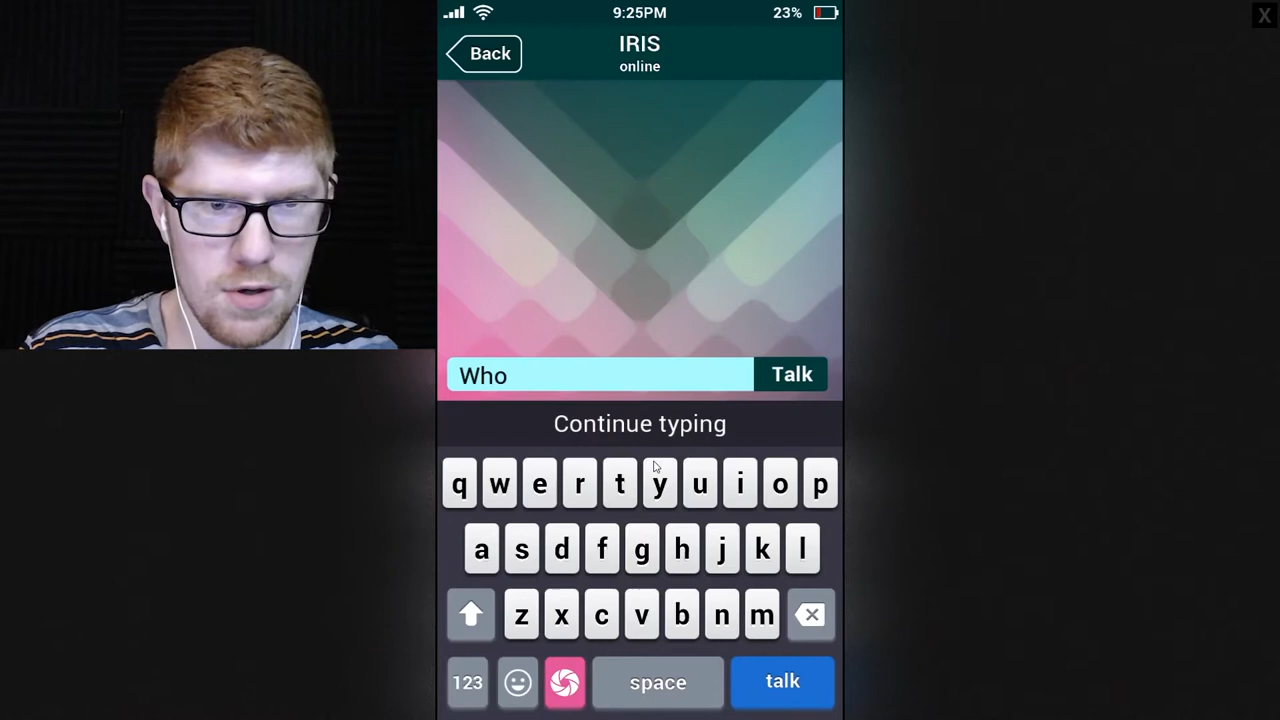 9:25PM
23%
Back
IRIS
online
Who
Talk
Continue typing
q w e r t y u i o p
a s d f g h j k l
z x c v b n m
123
space
talk
X